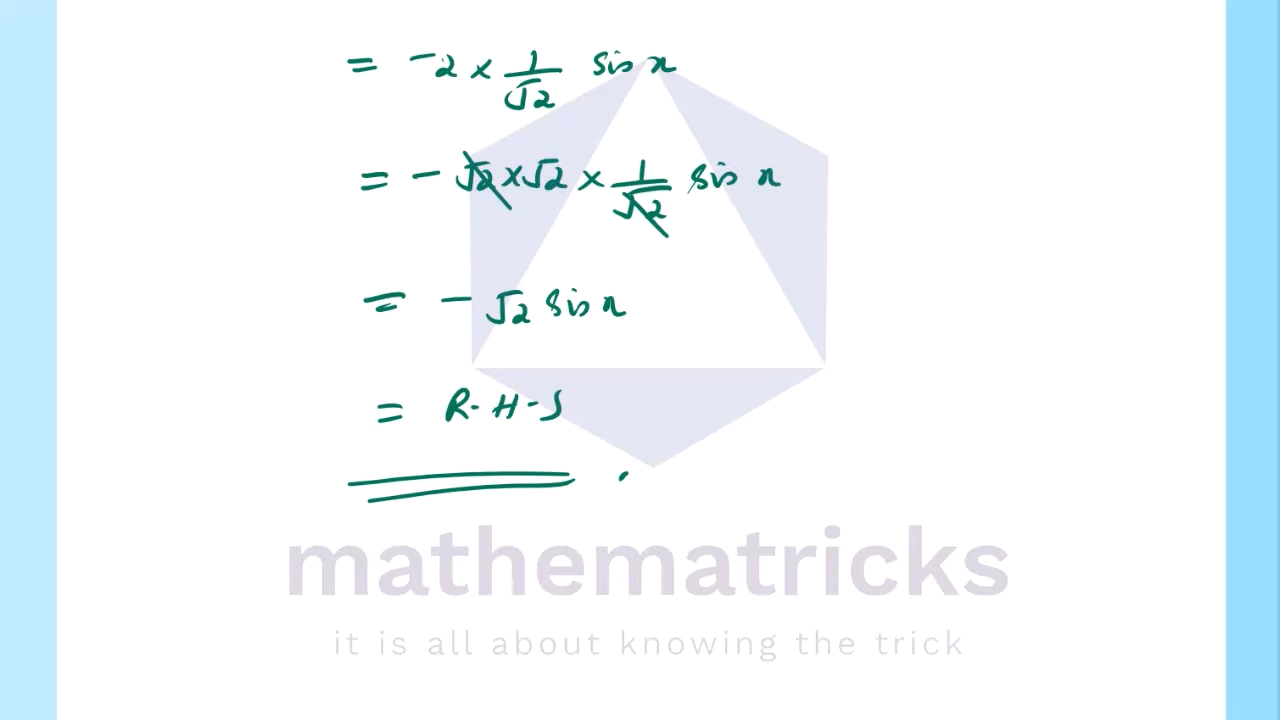 = -2 × 1/√2 sin x
= - √2 × √2 × 1/√2 sin x
= - √2 sin x
= R-H-S
mathematricks
it is all about knowing the trick